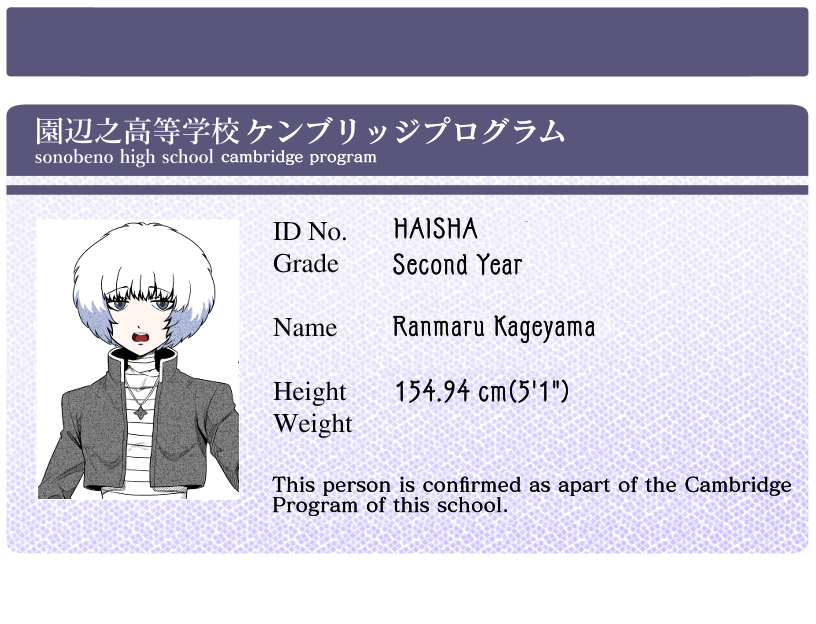 園辺之高等学校 ケンブリッジプログラム
sonobeno high school cambridge program
ID No. HAISHA
Grade Second Year
Name Ranmaru Kageyama
Height 154.94 cm(5'1")
Weight
This person is confirmed as apart of the Cambridge
Program of this school.